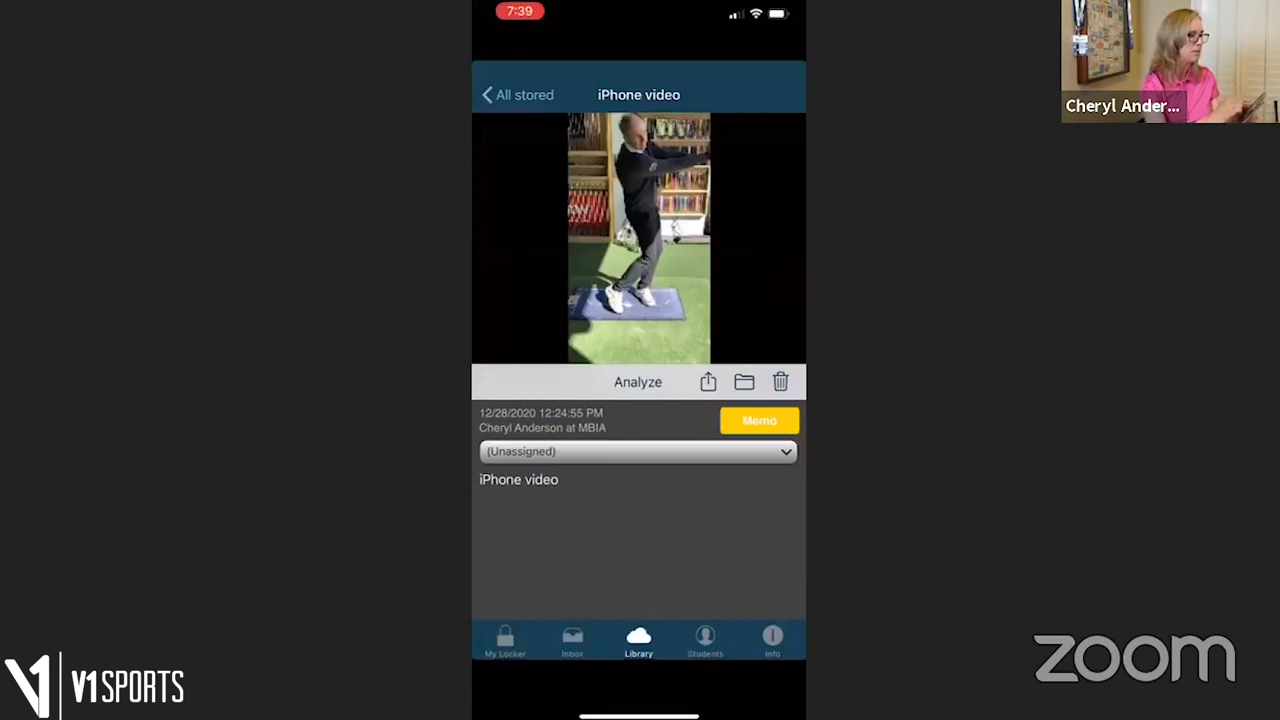 7:39
All stored
iPhone video
Cheryl Ander...
Analyze
12/28/2020 12:24:55 PM
Cheryl Anderson at MBIA
Memo
(Unassigned)
iPhone video
My Locker
Inbox
Library
Students
Info
V1 SPORTS
zoom